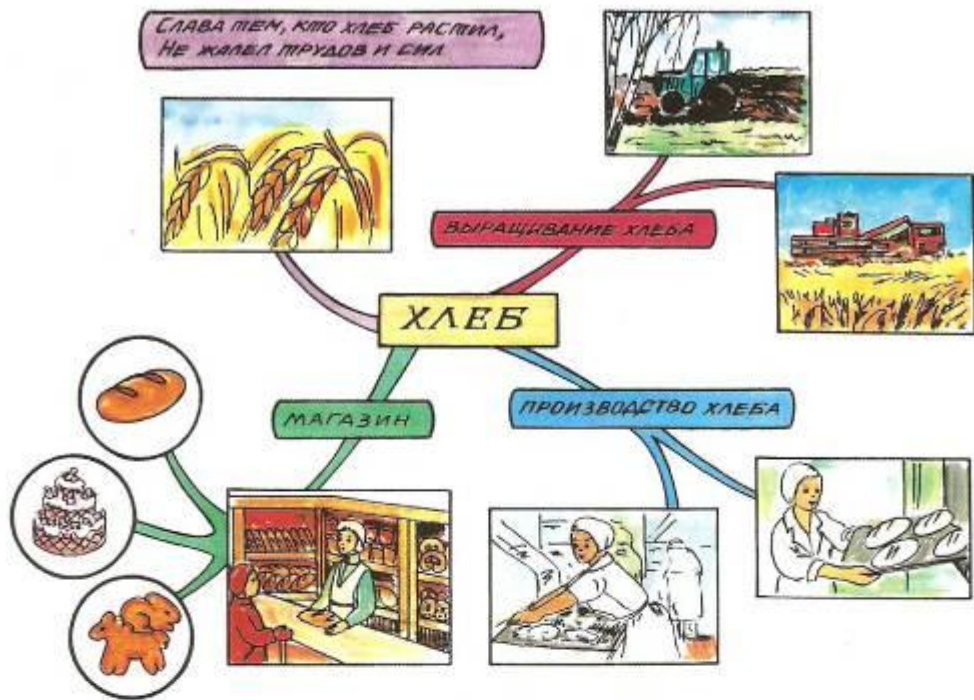 СЛАВА ТЕМ, КТО ХЛЕБ РАСТИЛ,
НЕ ЖАЛЕЛ ТРУДОВ И СИЛ
ВЫРАЩИВАНИЕ ХЛЕБА
ХЛЕБ
МАГАЗИН
ПРОИЗВОДСТВО ХЛЕБА